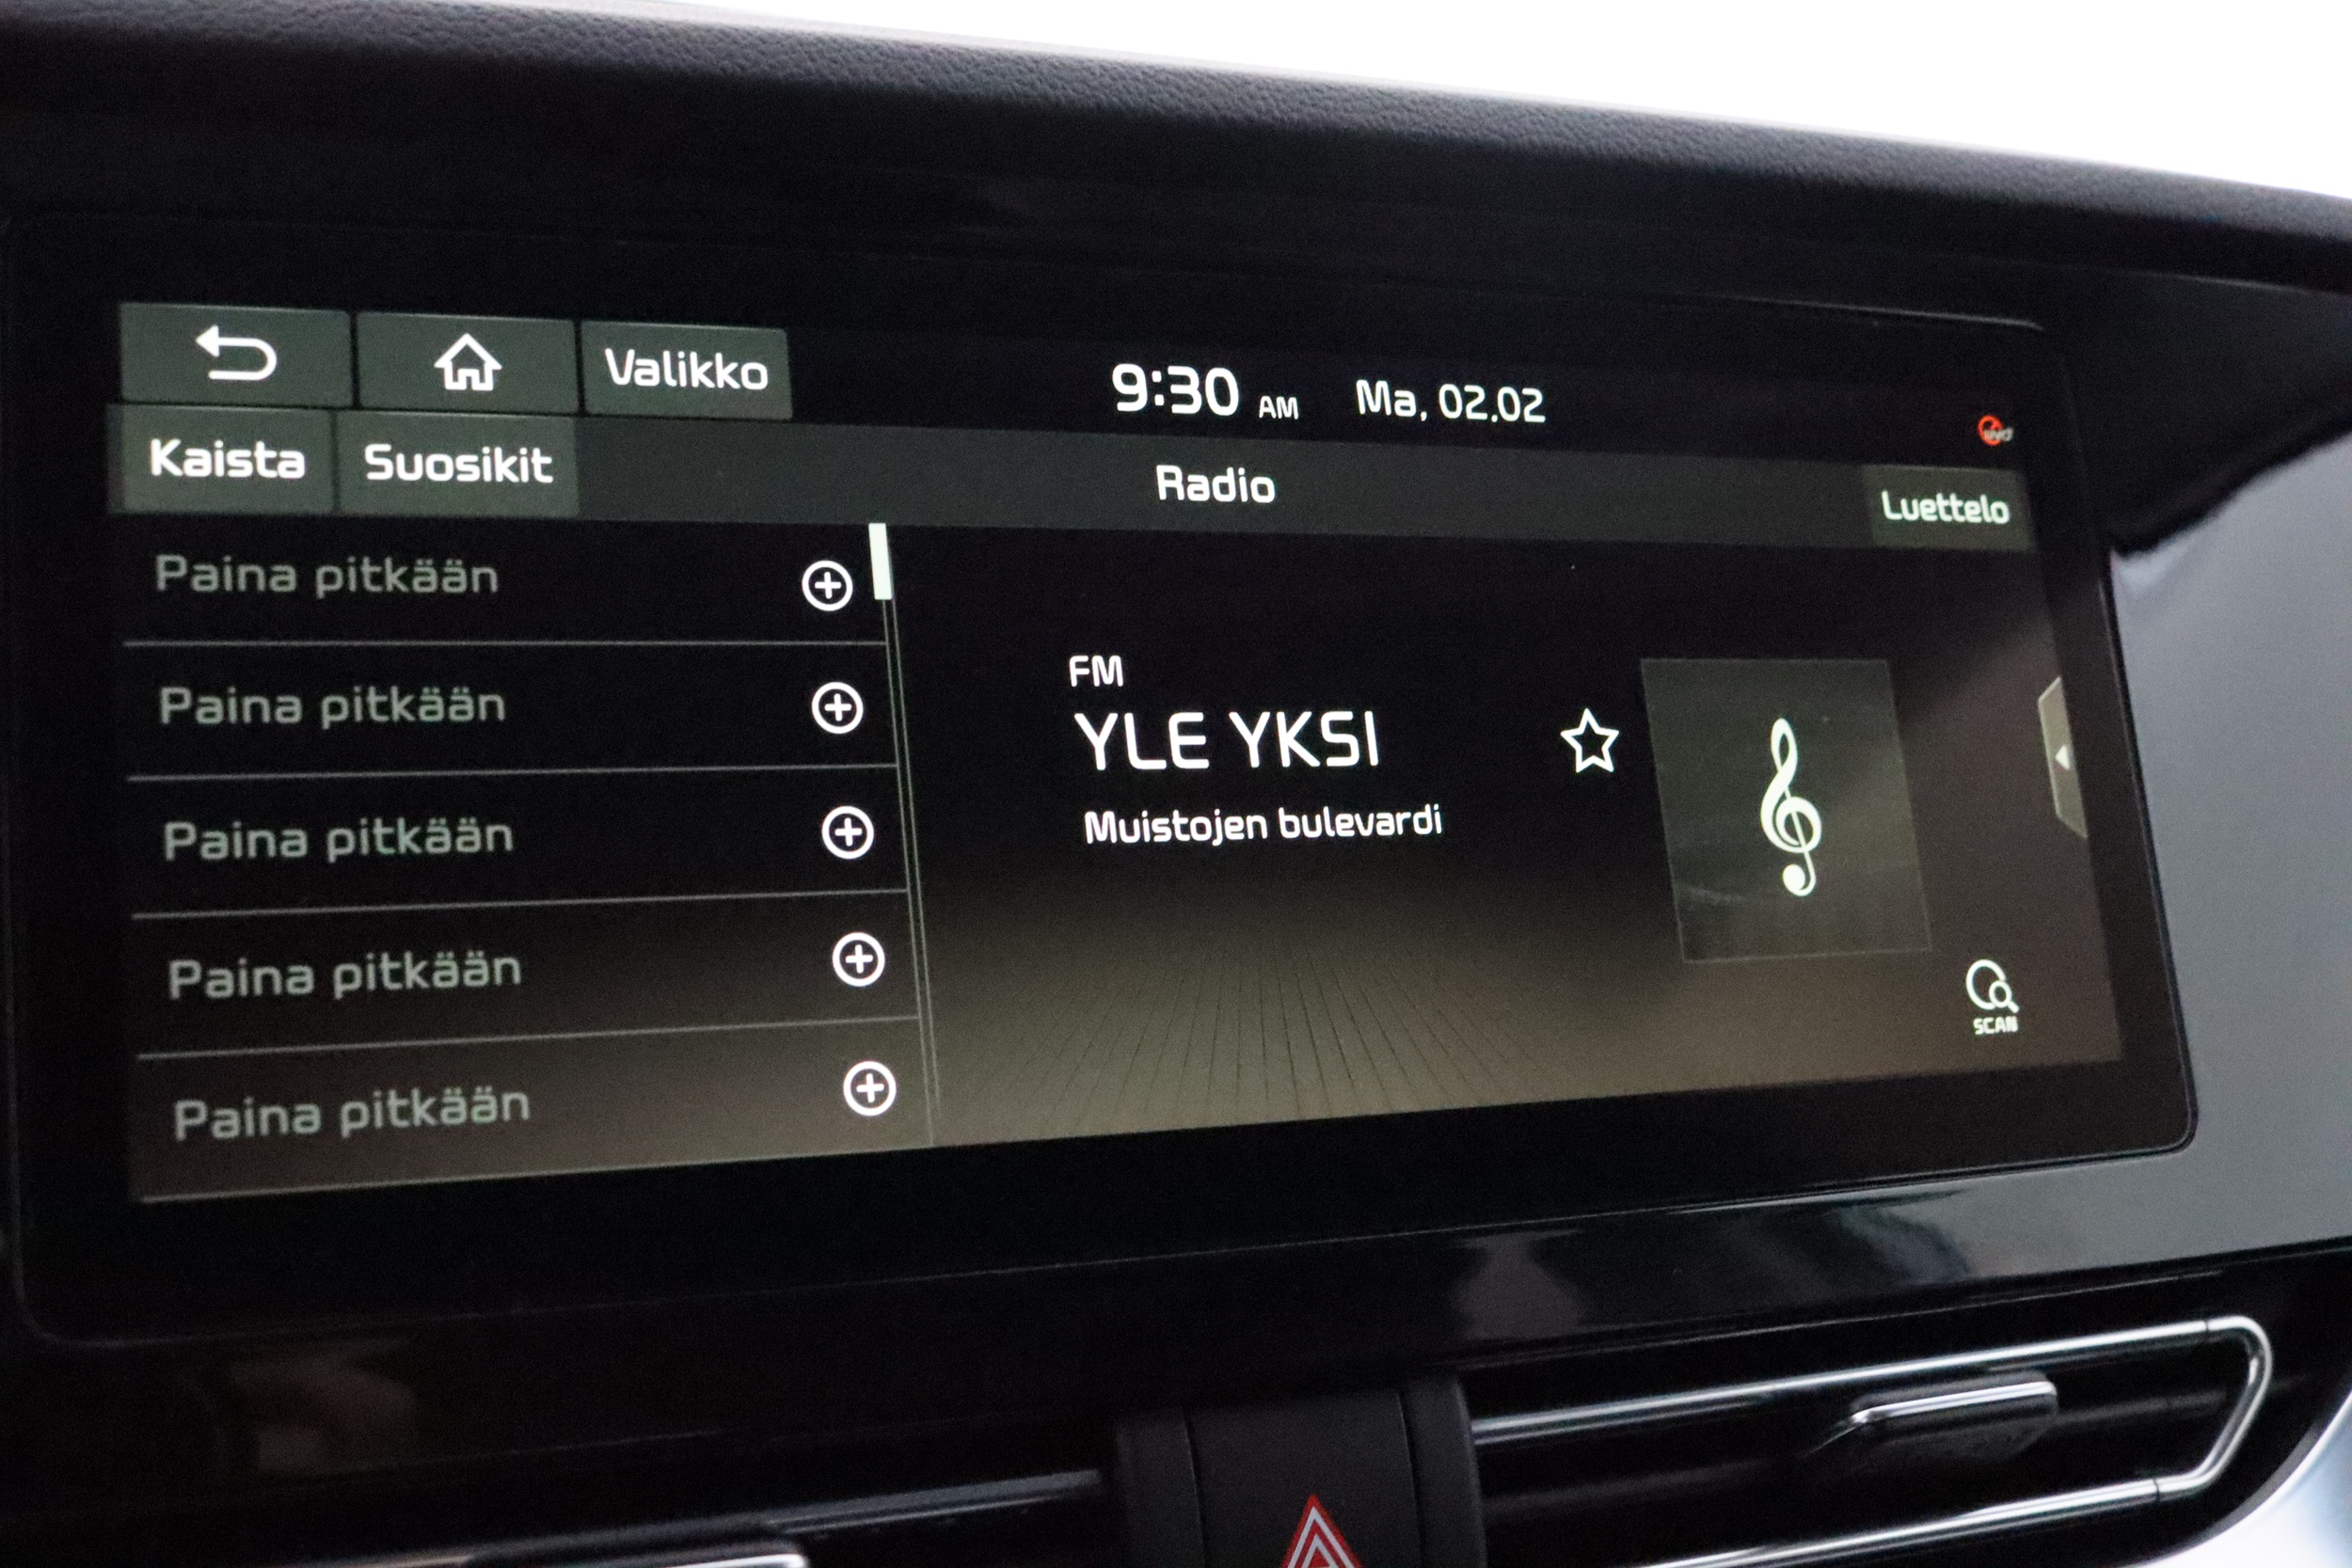 Valikko
9:30 AM Ma, 02.02
Kaista Suosikit Radio Luettelo
Paina pitkään
Paina pitkään
Paina pitkään
Paina pitkään
Paina pitkään
FM
YLE YKSI
Muistojen bulevardi
SCAN